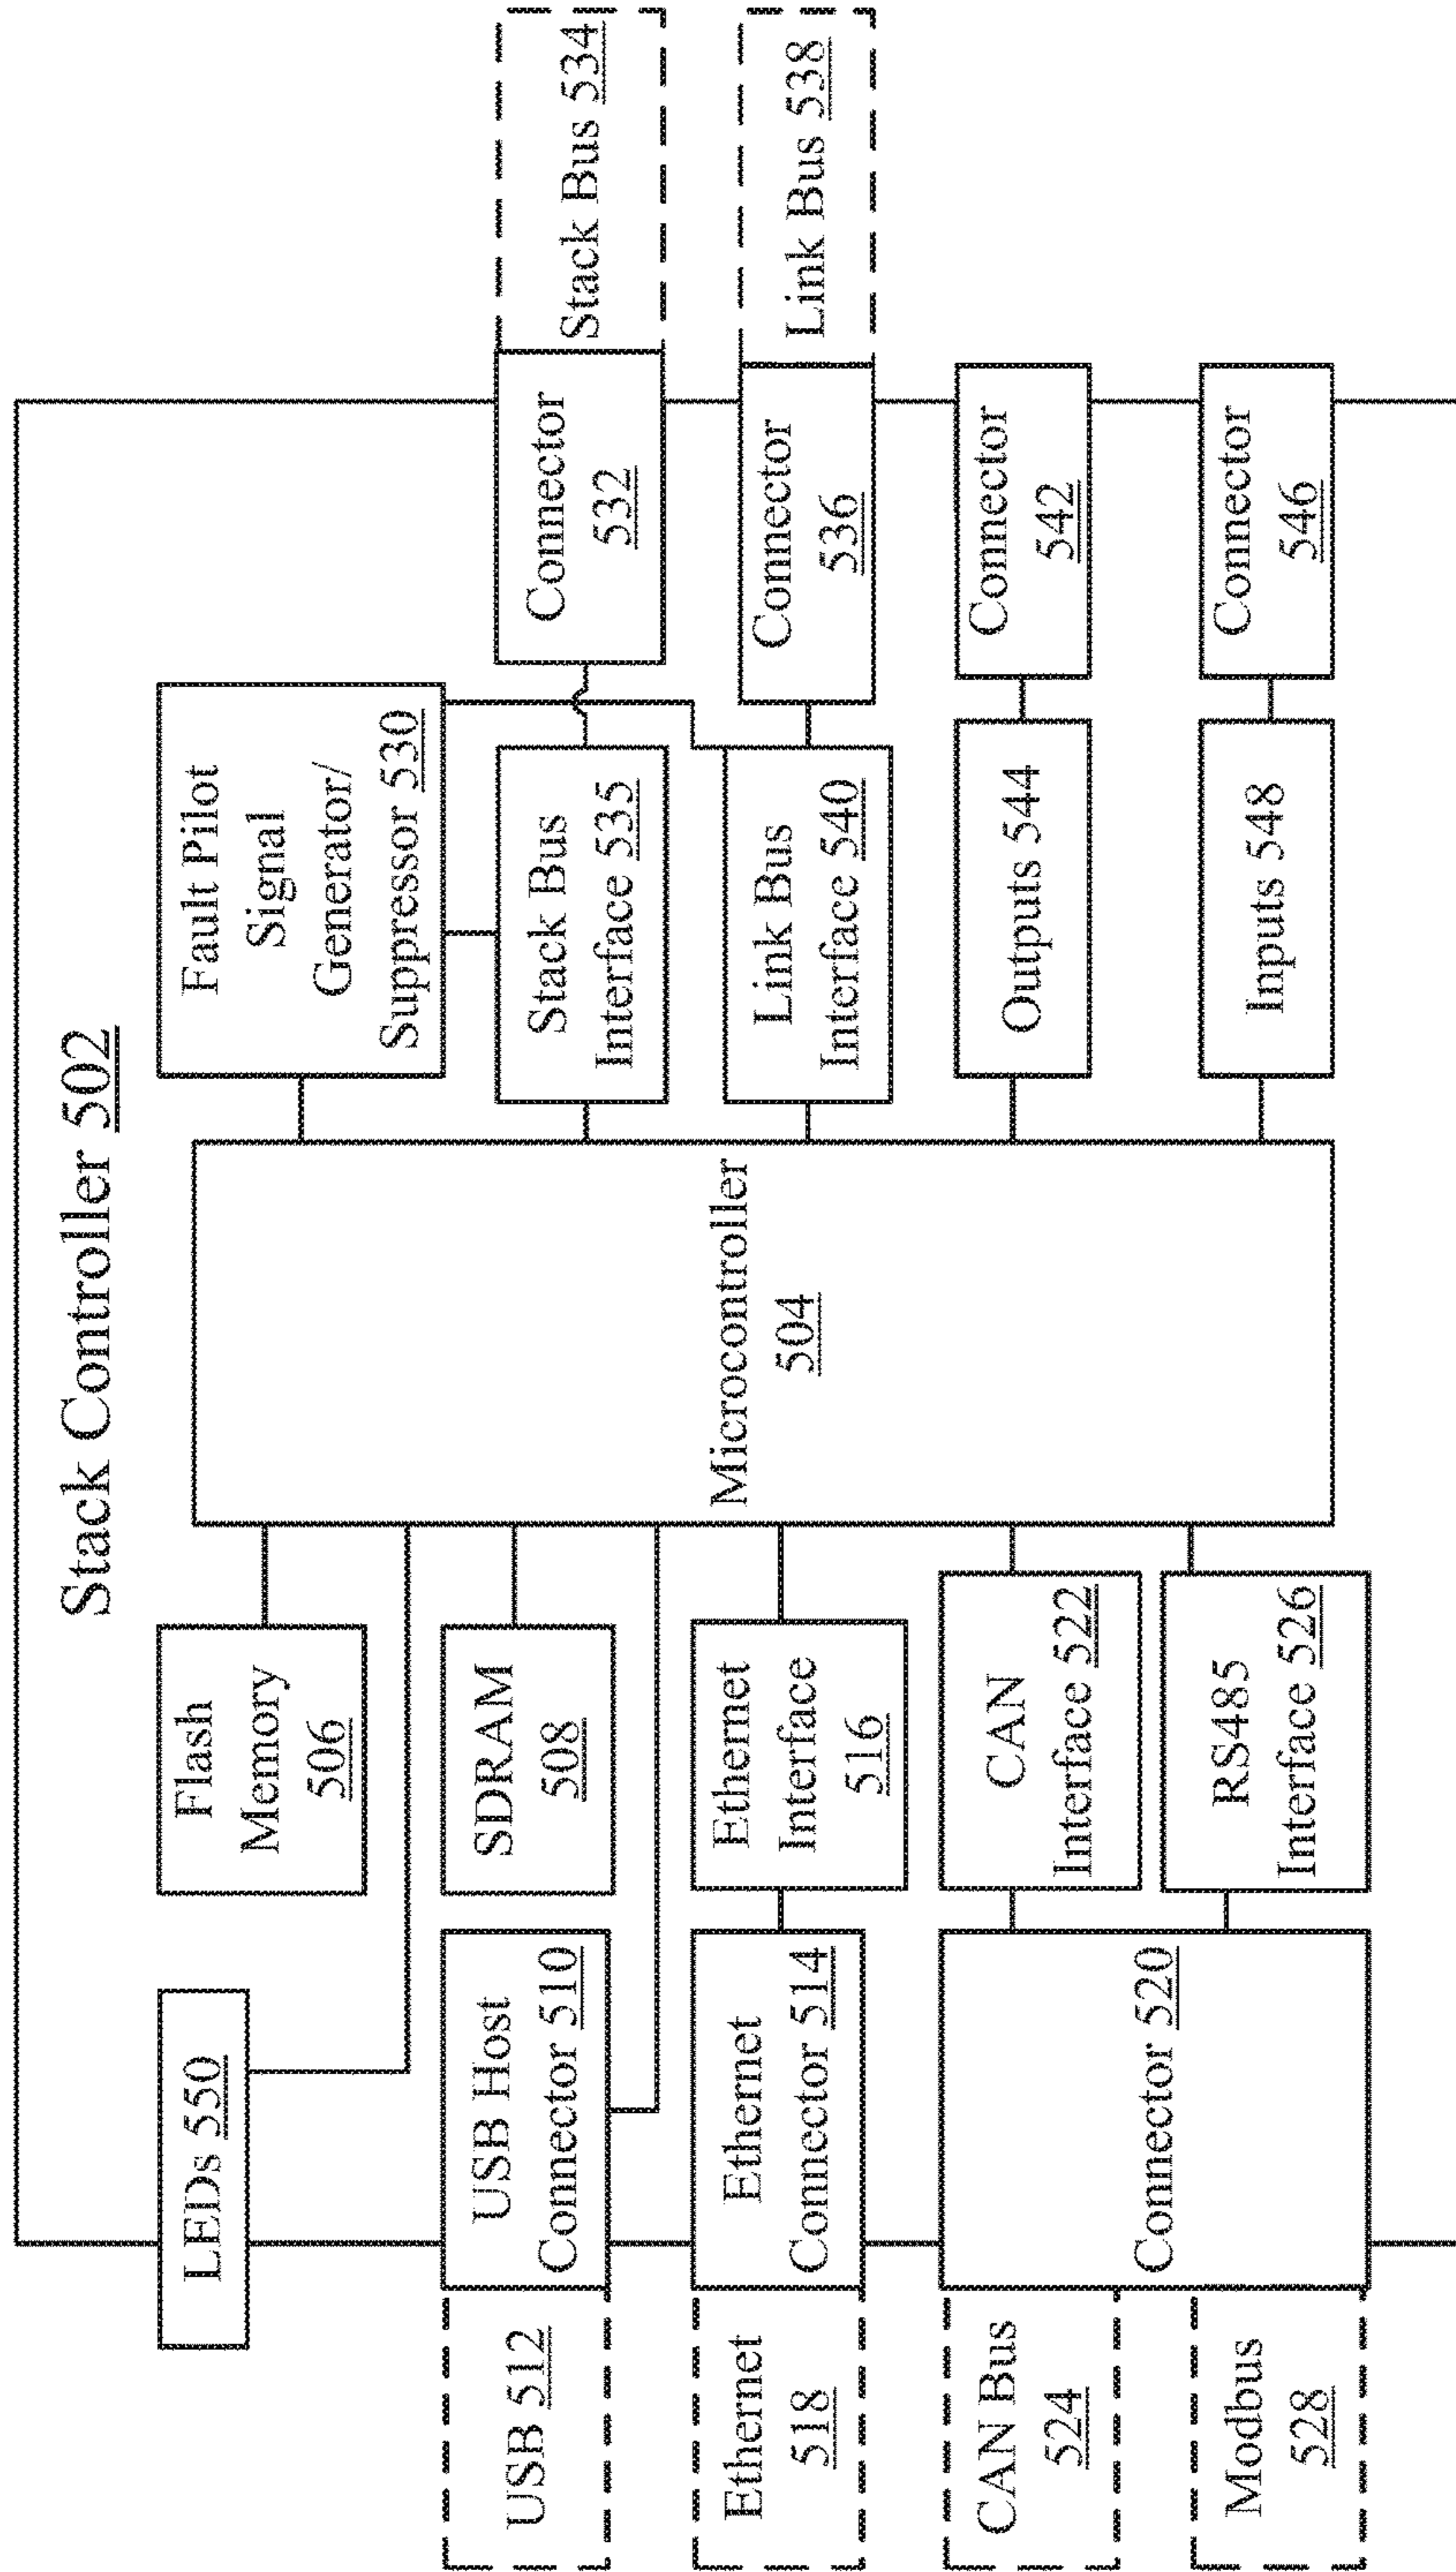 Stack Controller 502
LEDs 550
Flash
Memory
506
USB 512
USB Host
Connector 510
SDRAM
508
Ethernet
518
Ethernet
Connector 514
Ethernet
Interface
516
CAN Bus
524
Modbus
528
Connector 520
CAN
Interface 522
RS485
Interface 526
Microcontroller
504
Fault Pilot
Signal
Generator/
Suppressor 530
Stack Bus
Interface 535
Connector
532
Stack Bus 534
Link Bus
Interface 540
Connector
536
Link Bus 538
Outputs 544
Connector
542
Inputs 548
Connector
546